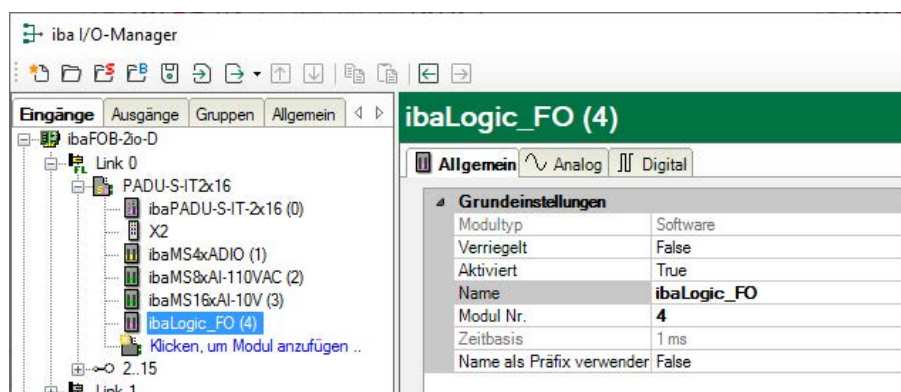 iba I/O-Manager
Eingänge Ausgänge Gruppen Allgemein
ibaFOB-2io-D
Link 0
PADU-S-IT2x16
ibaPADU-S-IT-2x16 (0)
X2
ibaMS4xADIO (1)
ibaMS8xAI-110VAC (2)
ibaMS16xAI-10V (3)
ibaLogic_FO (4)
Klicken, um Modul anzufügen ..
2..15
Link 1
ibaLogic_FO (4)
Allgemein Analog Digital
Grundeinstellungen
Modultyp Software
Verriegelt False
Aktiviert True
Name ibaLogic_FO
Modul Nr. 4
Zeitbasis 1 ms
Name als Präfix verwender False